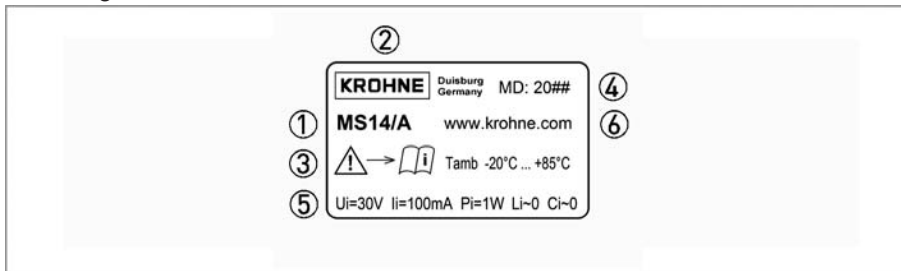 ②
KROHNE Duisburg Germany MD: 20## ④
① MS14/A www.krohne.com ⑥
③ i Tamb -20°C ... +85°C
⑤ Ui=30V Ii=100mA Pi=1W Li~0 Ci~0